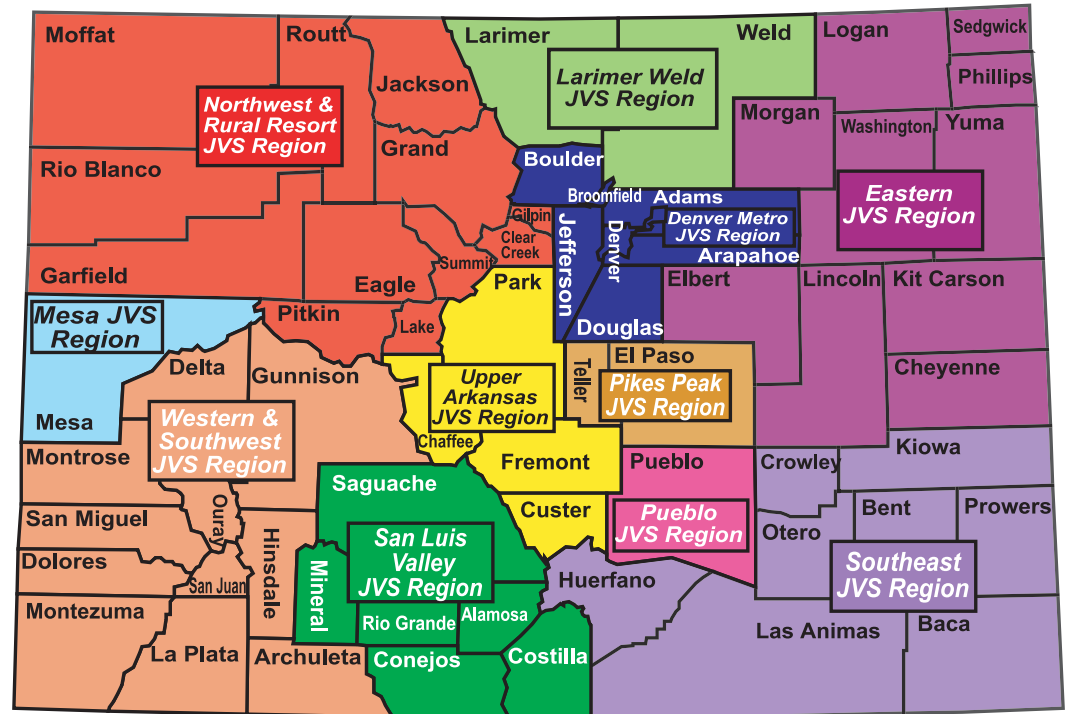 Moffat
Routt
Larimer
Weld
Logan
Sedgwick
Jackson
Larimer Weld
JVS Region
Phillips
Northwest &
Rural Resort
JVS Region
Morgan
Washington
Yuma
Grand
Rio Blanco
Boulder
Broomfield
Adams
Eastern
JVS Region
Gilpin
Jefferson
Denver
Denver Metro
JVS Region
Clear
Creek
Arapahoe
Summit
Garfield
Eagle
Park
Elbert
Lincoln
Kit Carson
Mesa JVS
Region
Pitkin
Lake
Douglas
Delta
Gunnison
Teller
El Paso
Cheyenne
Upper
Arkansas
JVS Region
Pikes Peak
JVS Region
Mesa
Western &
Southwest
JVS Region
Chaffee
Montrose
Fremont
Pueblo
Crowley
Kiowa
Saguache
Ouray
San Miguel
Custer
Pueblo
JVS Region
Bent
Prowers
Otero
Hinsdale
San Luis
Valley
JVS Region
Dolores
Mineral
San Juan
Huerfano
Southeast
JVS Region
Montezuma
Rio Grande
Alamosa
Las Animas
Baca
La Plata
Archuleta
Conejos
Costilla